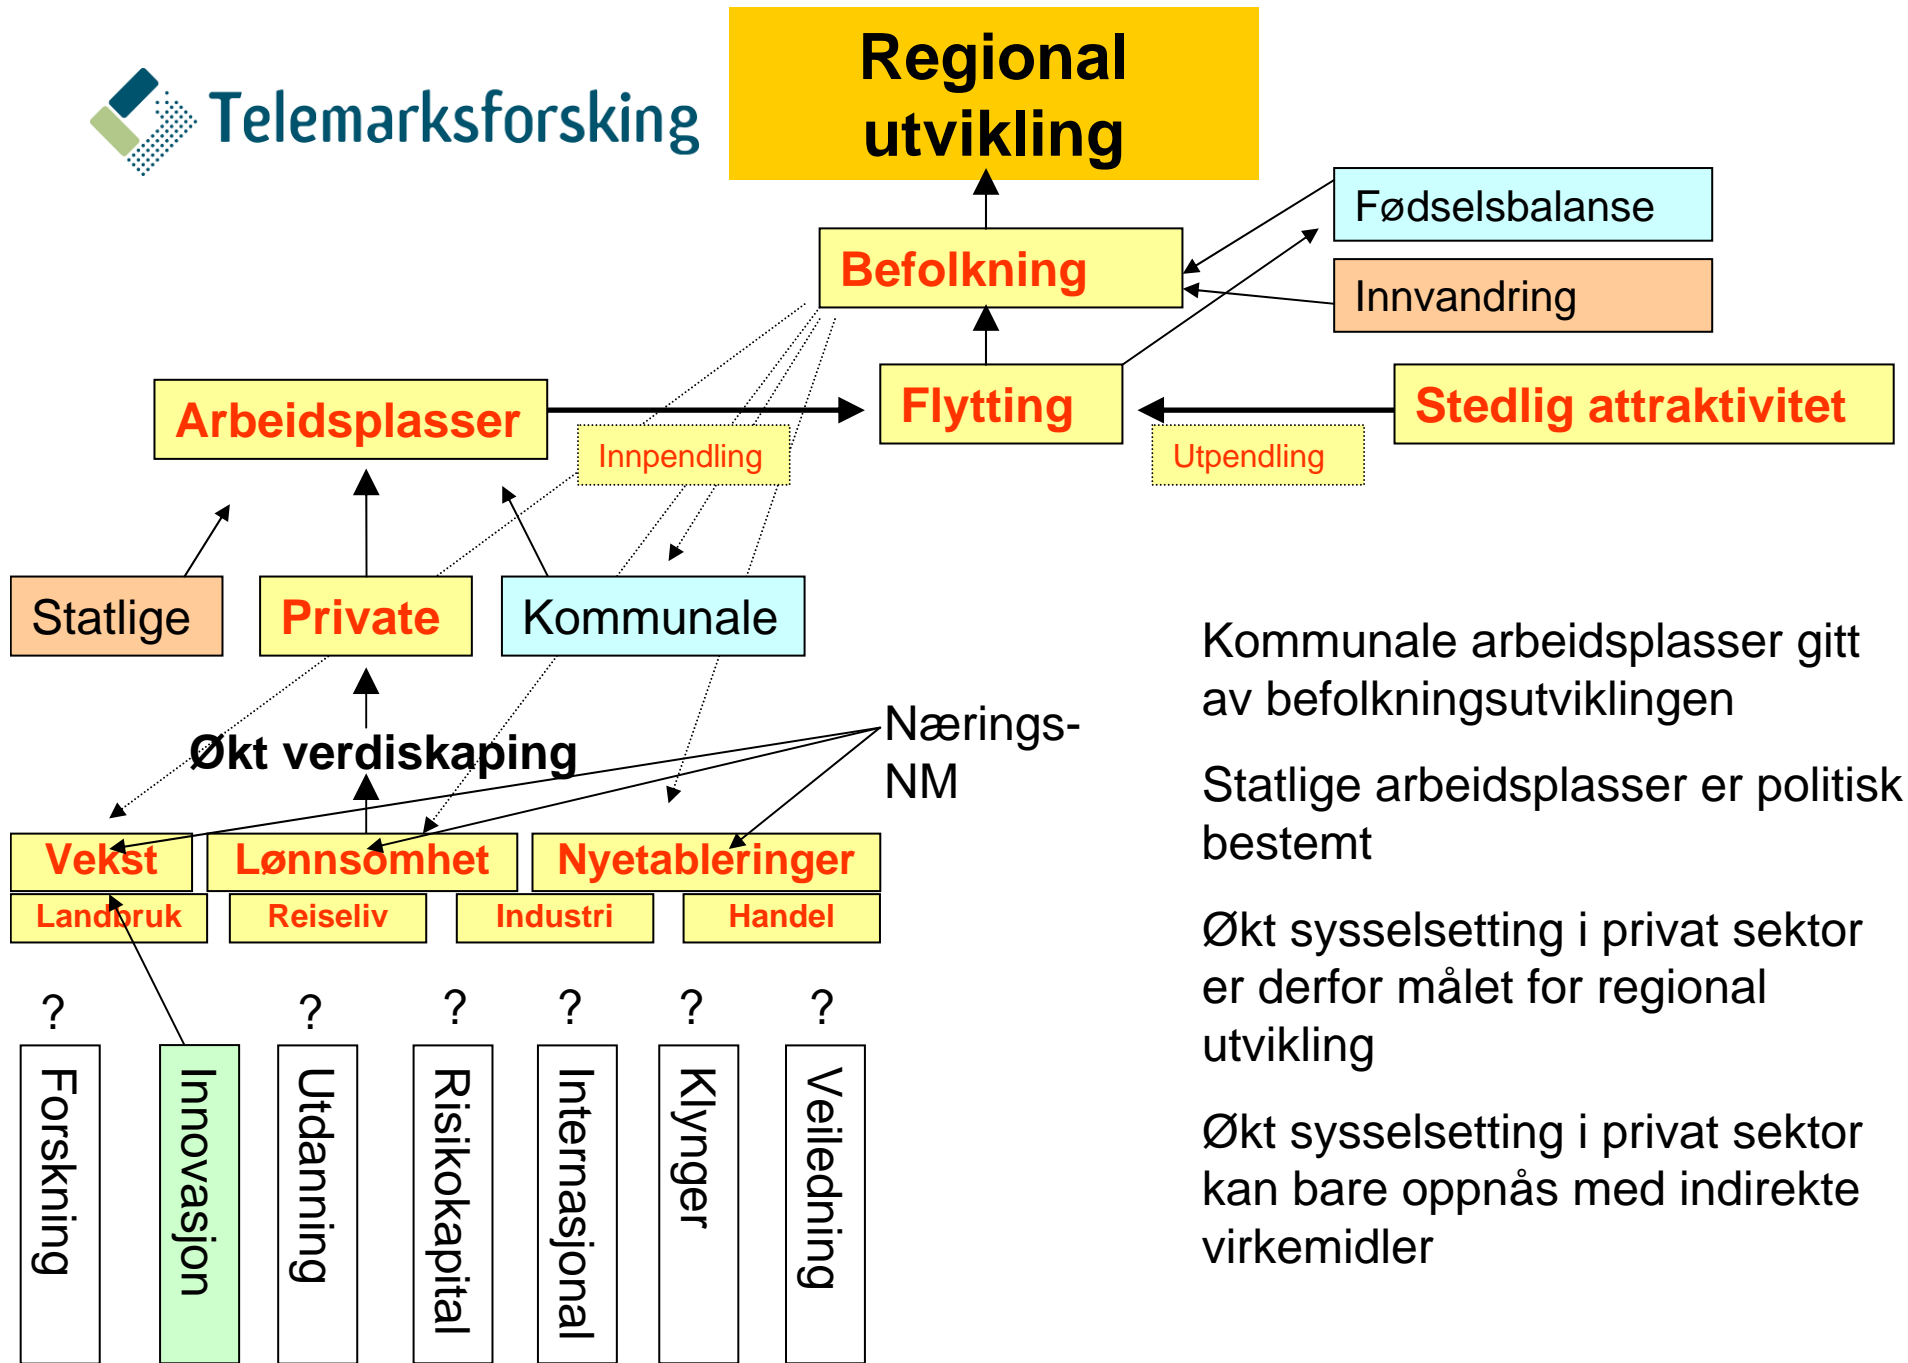 Telemarksforsking
Regional
utvikling
Fødselsbalanse
Befolkning
Innvandring
Arbeidsplasser
Flytting
Stedlig attraktivitet
Innpendling
Utpendling
Statlige
Private
Kommunale
Økt verdiskaping
Nærings-
NM
Vekst
Lønnsomhet
Nyetableringer
Landbruk
Reiseliv
Industri
Handel
? ? ? ? ? ?
Forskning
Innovasjon
Utdanning
Risikokapital
Internasjonal
Klynger
Veiledning
Kommunale arbeidsplasser gitt
av befolkningsutviklingen
Statlige arbeidsplasser er politisk
bestemt
Økt sysselsetting i privat sektor
er derfor målet for regional
utvikling
Økt sysselsetting i privat sektor
kan bare oppnås med indirekte
virkemidler